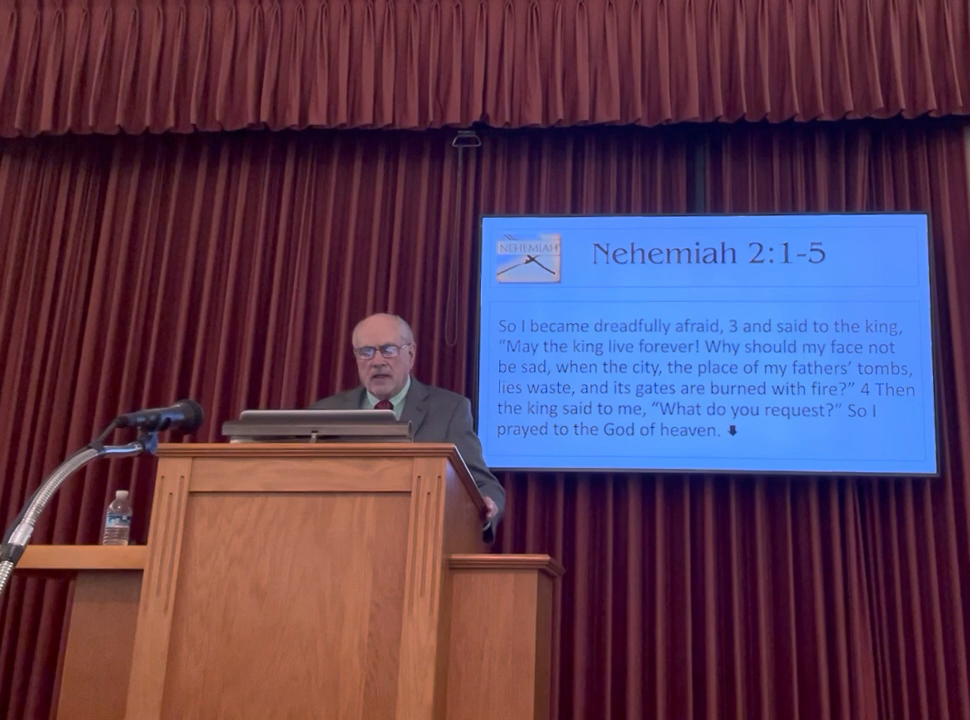 NEHEMIAH
Nehemiah 2:1-5
So I became dreadfully afraid, 3 and said to the king,
“May the king live forever! Why should my face not
be sad, when the city, the place of my fathers’ tombs,
lies waste, and its gates are burned with fire?” 4 Then
the king said to me, “What do you request?” So I
prayed to the God of heaven.